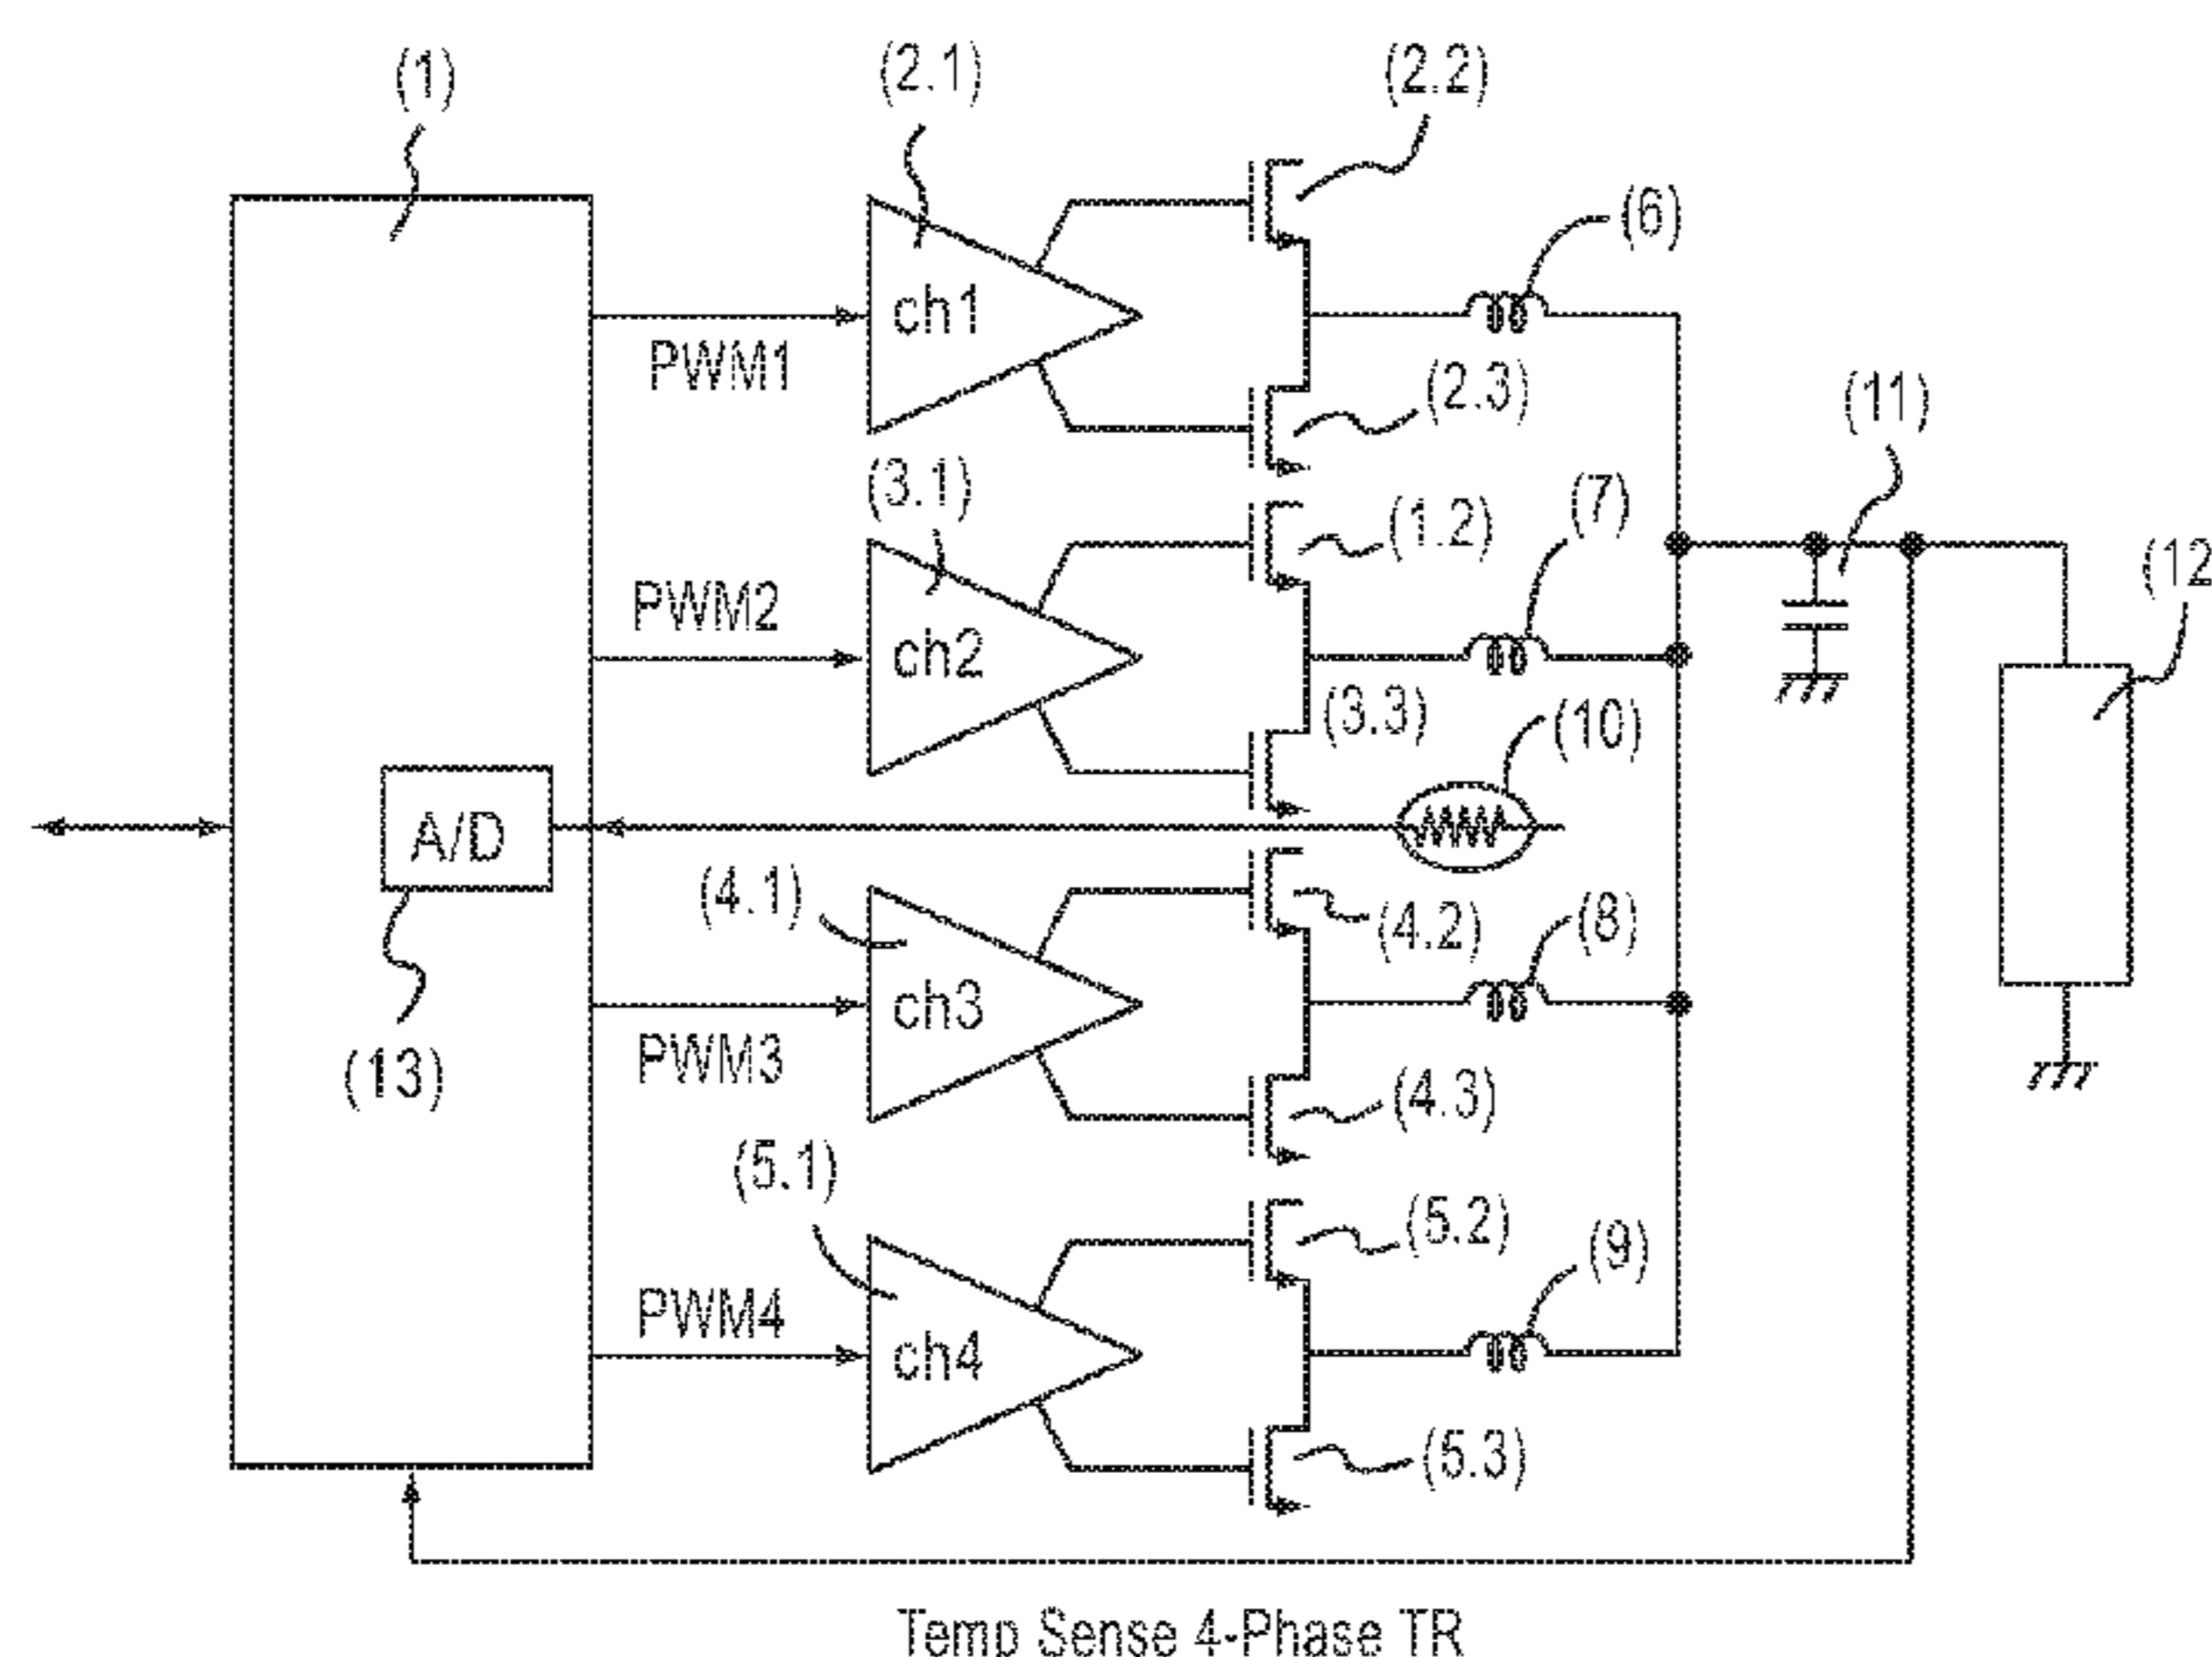 (1)
(2.1)
(2.2)
(6)
ch1
PWM1
(2.3)
(11)
(3.1)
(1.2)
(7)
(12
PWM2
ch2
(3.3)
(10)
A/D
(4.1)
(4.2)
(8)
ch3
PWM3
(13)
(4.3)
(5.1)
(5.2)
(9)
PWM4
ch4
(5.3)
Temp Sense 4-Phase TR